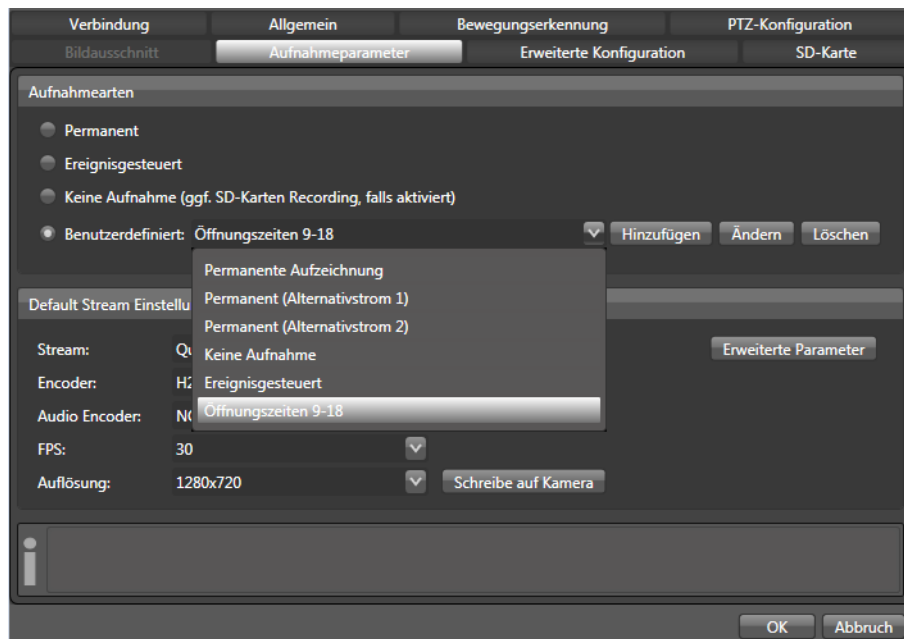 Verbindung Allgemein Bewegungserkennung PTZ-Konfiguration
Bildausschnitt Aufnahmeparameter Erweiterte Konfiguration SD-Karte
Aufnahmearten
Permanent
Ereignisgesteuert
Keine Aufnahme (ggf. SD-Karten Recording, falls aktiviert)
Benutzerdefiniert: Öffnungszeiten 9-18 Hinzufügen Ändern Löschen
Permanente Aufzeichnung
Permanent (Alternativstrom 1)
Permanent (Alternativstrom 2)
Keine Aufnahme
Ereignisgesteuert
Öffnungszeiten 9-18
Default Stream Einstellu
Stream: Qu Erweiterte Parameter
Encoder: H2
Audio Encoder: NO
FPS: 30
Auflösung: 1280x720 Schreibe auf Kamera
OK Abbruch